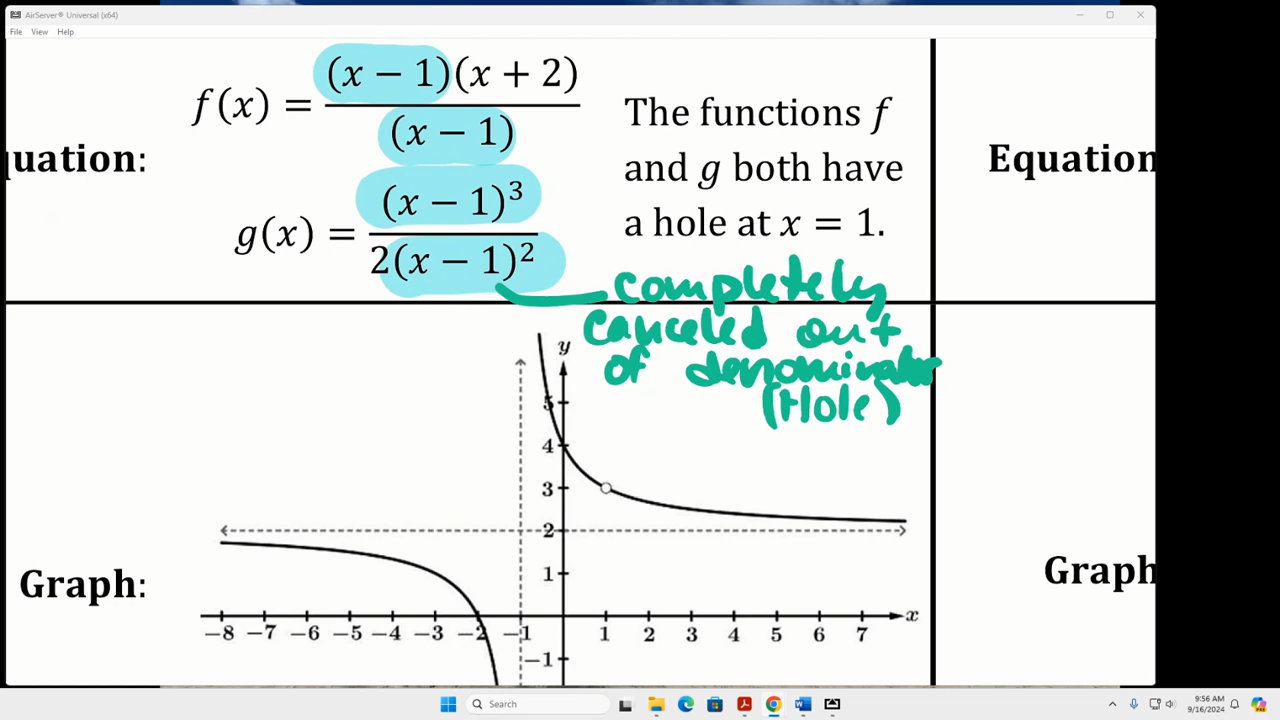 AirServer® Universal (x64)
File View Help
quation:
f(x) = (x − 1)(x + 2) / (x − 1)
g(x) = (x − 1)³ / 2(x − 1)²
The functions f
and g both have
a hole at x = 1.
Equation
completely
canceled out
of denominator
(Hole)
Graph:
y
5
4
3
2
1
−1
−8 −7 −6 −5 −4 −3 −2 −1 1 2 3 4 5 6 7 x
Graph
Search
9:56 AM
9/16/2024